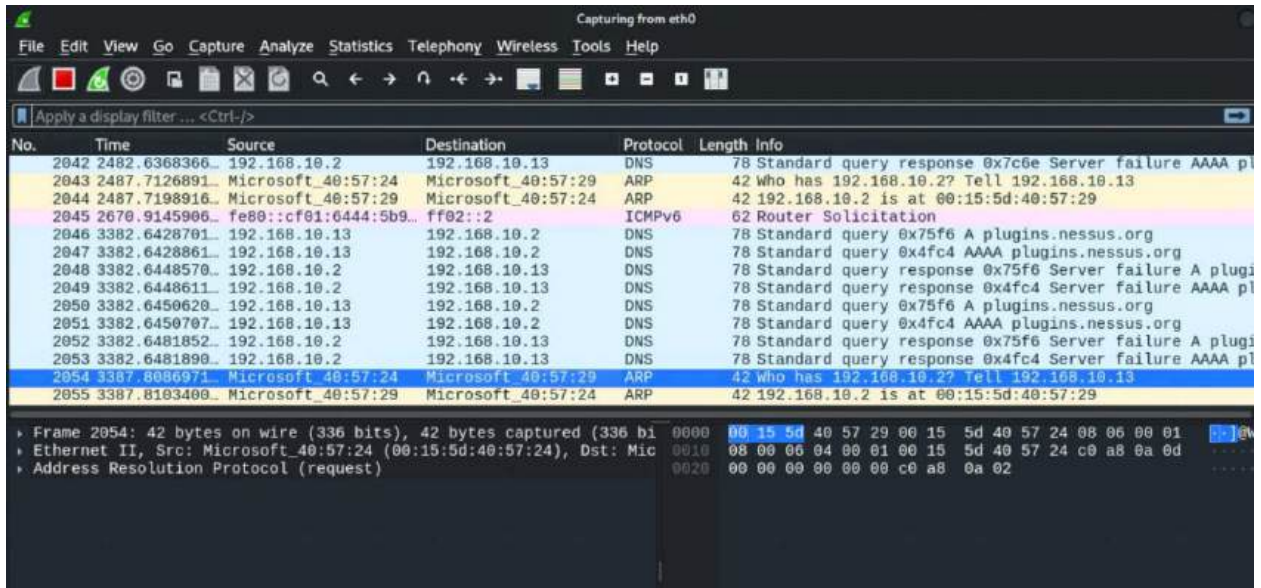 Capturing from eth0
File Edit View Go Capture Analyze Statistics Telephony Wireless Tools Help
Apply a display filter ... <Ctrl-/>
No. Time Source Destination Protocol Length Info
2042 2482.6368366… 192.168.10.2 192.168.10.13 DNS 78 Standard query response 0x7c6e Server failure AAAA pl
2043 2487.7126891… Microsoft_40:57:24 Microsoft_40:57:29 ARP 42 Who has 192.168.10.2? Tell 192.168.10.13
2044 2487.7198916… Microsoft_40:57:29 Microsoft_40:57:24 ARP 42 192.168.10.2 is at 00:15:5d:40:57:29
2045 2670.9145906… fe80::cf01:6444:5b9… ff02::2 ICMPv6 62 Router Solicitation
2046 3382.6428701… 192.168.10.13 192.168.10.2 DNS 78 Standard query 0x75f6 A plugins.nessus.org
2047 3382.6428861… 192.168.10.13 192.168.10.2 DNS 78 Standard query 0x4fc4 AAAA plugins.nessus.org
2048 3382.6448570… 192.168.10.2 192.168.10.13 DNS 78 Standard query response 0x75f6 Server failure A plugi
2049 3382.6448611… 192.168.10.2 192.168.10.13 DNS 78 Standard query response 0x4fc4 Server failure AAAA pl
2050 3382.6450620… 192.168.10.13 192.168.10.2 DNS 78 Standard query 0x75f6 A plugins.nessus.org
2051 3382.6450707… 192.168.10.13 192.168.10.2 DNS 78 Standard query 0x4fc4 AAAA plugins.nessus.org
2052 3382.6481852… 192.168.10.2 192.168.10.13 DNS 78 Standard query response 0x75f6 Server failure A plugi
2053 3382.6481890… 192.168.10.2 192.168.10.13 DNS 78 Standard query response 0x4fc4 Server failure AAAA pl
2054 3387.8086971… Microsoft_40:57:24 Microsoft_40:57:29 ARP 42 Who has 192.168.10.2? Tell 192.168.10.13
2055 3387.8103400… Microsoft_40:57:29 Microsoft_40:57:24 ARP 42 192.168.10.2 is at 00:15:5d:40:57:29
Frame 2054: 42 bytes on wire (336 bits), 42 bytes captured (336 bi
Ethernet II, Src: Microsoft_40:57:24 (00:15:5d:40:57:24), Dst: Mic
Address Resolution Protocol (request)
0000 00 15 5d 40 57 29 00 15 5d 40 57 24 08 06 00 01 ··]@W
0010 08 00 06 04 00 01 00 15 5d 40 57 24 c0 a8 0a 0d ·····
0020 00 00 00 00 00 00 c0 a8 0a 02 ·····